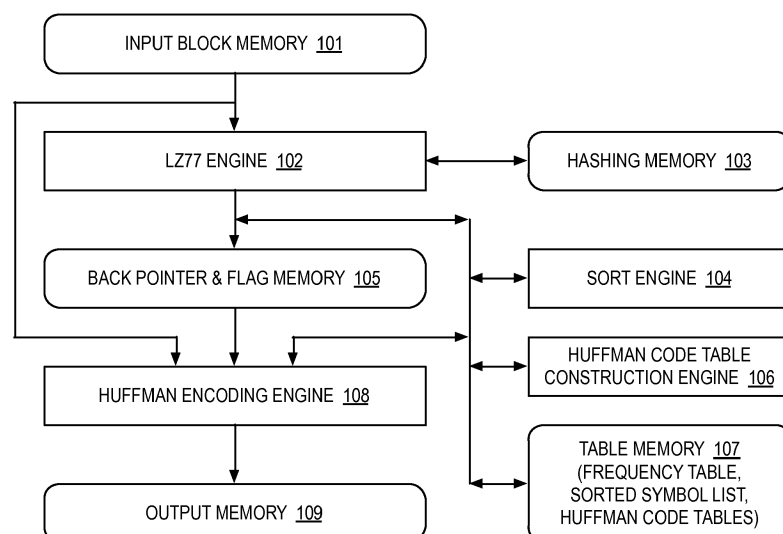 INPUT BLOCK MEMORY 101
LZ77 ENGINE 102
HASHING MEMORY 103
BACK POINTER & FLAG MEMORY 105
SORT ENGINE 104
HUFFMAN CODE TABLE
CONSTRUCTION ENGINE 106
HUFFMAN ENCODING ENGINE 108
TABLE MEMORY 107
(FREQUENCY TABLE,
SORTED SYMBOL LIST,
HUFFMAN CODE TABLES)
OUTPUT MEMORY 109